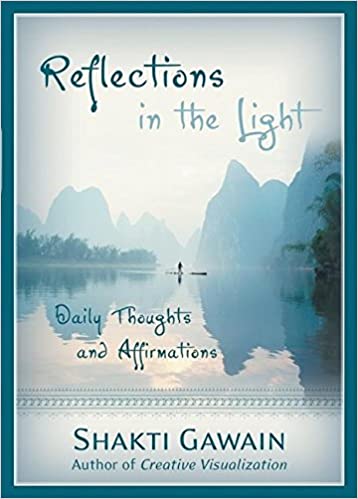 Reflections
in the Light
Daily Thoughts
and Affirmations
SHAKTI GAWAIN
Author of Creative Visualization